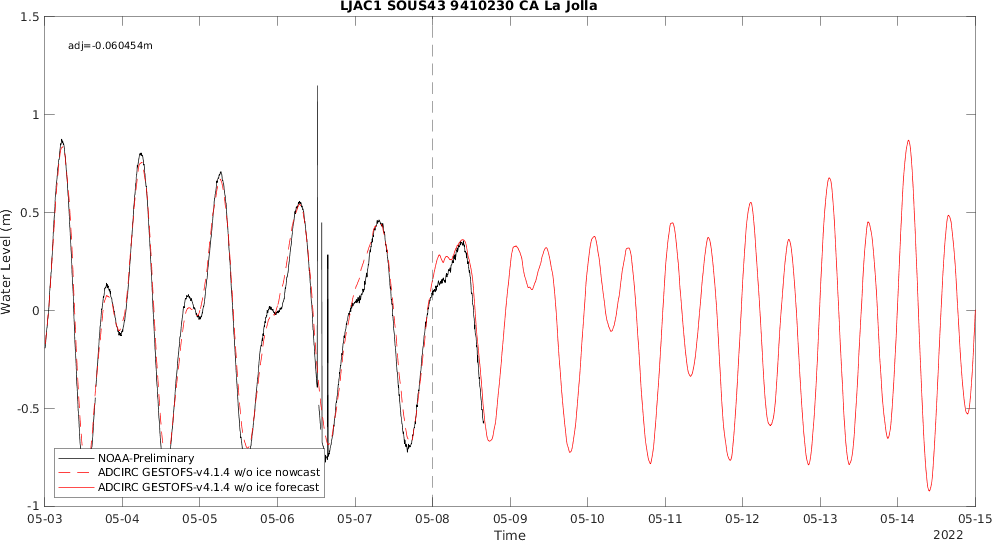 LJAC1 SOUS43 9410230 CA La Jolla
adj=-0.060454m
Water Level (m)
1.5
1
0.5
0
-0.5
-1
NOAA-Preliminary
ADCIRC GESTOFS-v4.1.4 w/o ice nowcast
ADCIRC GESTOFS-v4.1.4 w/o ice forecast
05-03 05-04 05-05 05-06 05-07 05-08 05-09 05-10 05-11 05-12 05-13 05-14 05-15
Time
2022